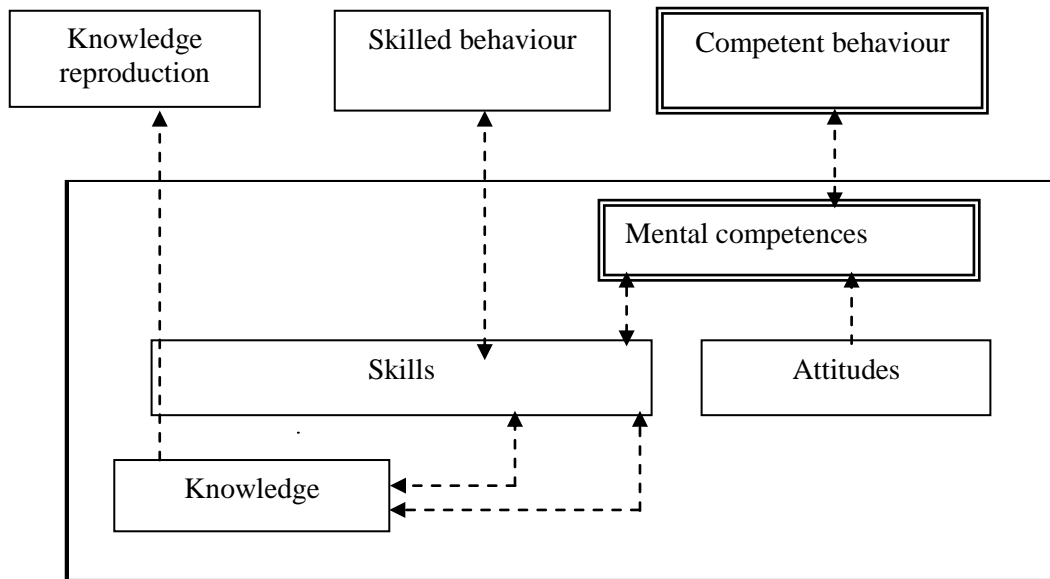 Knowledge
reproduction
Skilled behaviour
Competent behaviour
Mental competences
Skills
Attitudes
Knowledge